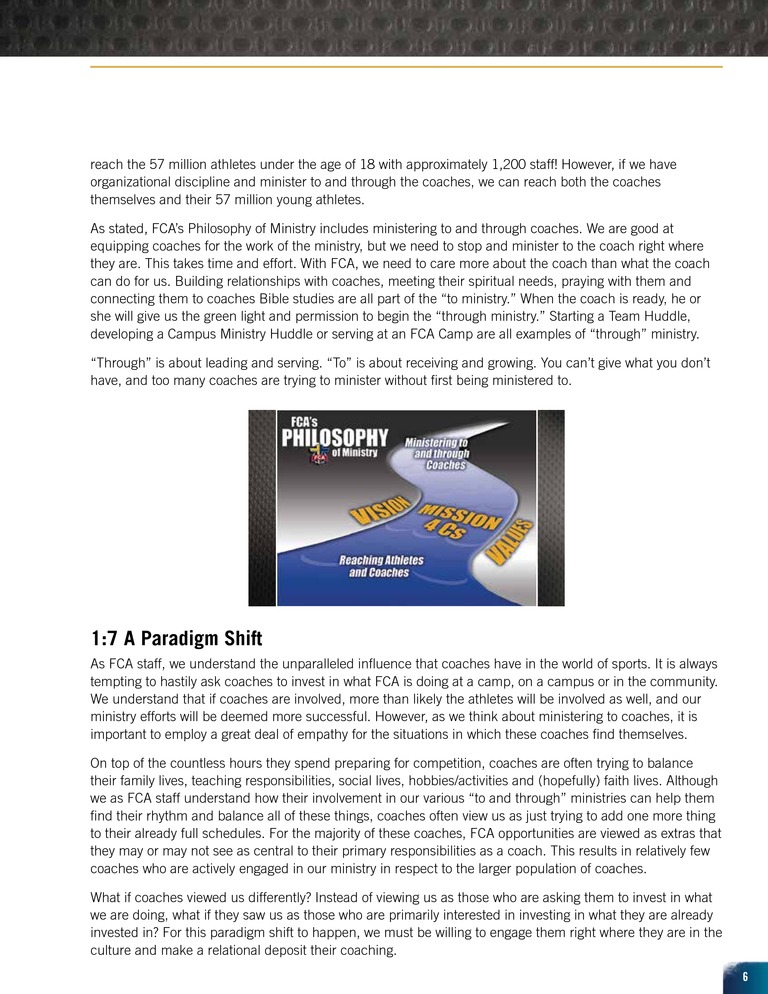 reach the 57 million athletes under the age of 18 with approximately 1,200 staff! However, if we have
organizational discipline and minister to and through the coaches, we can reach both the coaches
themselves and their 57 million young athletes.
As stated, FCA’s Philosophy of Ministry includes ministering to and through coaches. We are good at
equipping coaches for the work of the ministry, but we need to stop and minister to the coach right where
they are. This takes time and effort. With FCA, we need to care more about the coach than what the coach
can do for us. Building relationships with coaches, meeting their spiritual needs, praying with them and
connecting them to coaches Bible studies are all part of the “to ministry.” When the coach is ready, he or
she will give us the green light and permission to begin the “through ministry.” Starting a Team Huddle,
developing a Campus Ministry Huddle or serving at an FCA Camp are all examples of “through” ministry.
“Through” is about leading and serving. “To” is about receiving and growing. You can’t give what you don’t
have, and too many coaches are trying to minister without first being ministered to.
FCA's
PHILOSOPHY
of Ministry
FCA
Ministering to
and through
Coaches
VISION
MISSION
4 Cs
VALUES
Reaching Athletes
and Coaches
1:7 A Paradigm Shift
As FCA staff, we understand the unparalleled influence that coaches have in the world of sports. It is always
tempting to hastily ask coaches to invest in what FCA is doing at a camp, on a campus or in the community.
We understand that if coaches are involved, more than likely the athletes will be involved as well, and our
ministry efforts will be deemed more successful. However, as we think about ministering to coaches, it is
important to employ a great deal of empathy for the situations in which these coaches find themselves.
On top of the countless hours they spend preparing for competition, coaches are often trying to balance
their family lives, teaching responsibilities, social lives, hobbies/activities and (hopefully) faith lives. Although
we as FCA staff understand how their involvement in our various “to and through” ministries can help them
find their rhythm and balance all of these things, coaches often view us as just trying to add one more thing
to their already full schedules. For the majority of these coaches, FCA opportunities are viewed as extras that
they may or may not see as central to their primary responsibilities as a coach. This results in relatively few
coaches who are actively engaged in our ministry in respect to the larger population of coaches.
What if coaches viewed us differently? Instead of viewing us as those who are asking them to invest in what
we are doing, what if they saw us as those who are primarily interested in investing in what they are already
invested in? For this paradigm shift to happen, we must be willing to engage them right where they are in the
culture and make a relational deposit their coaching.
6